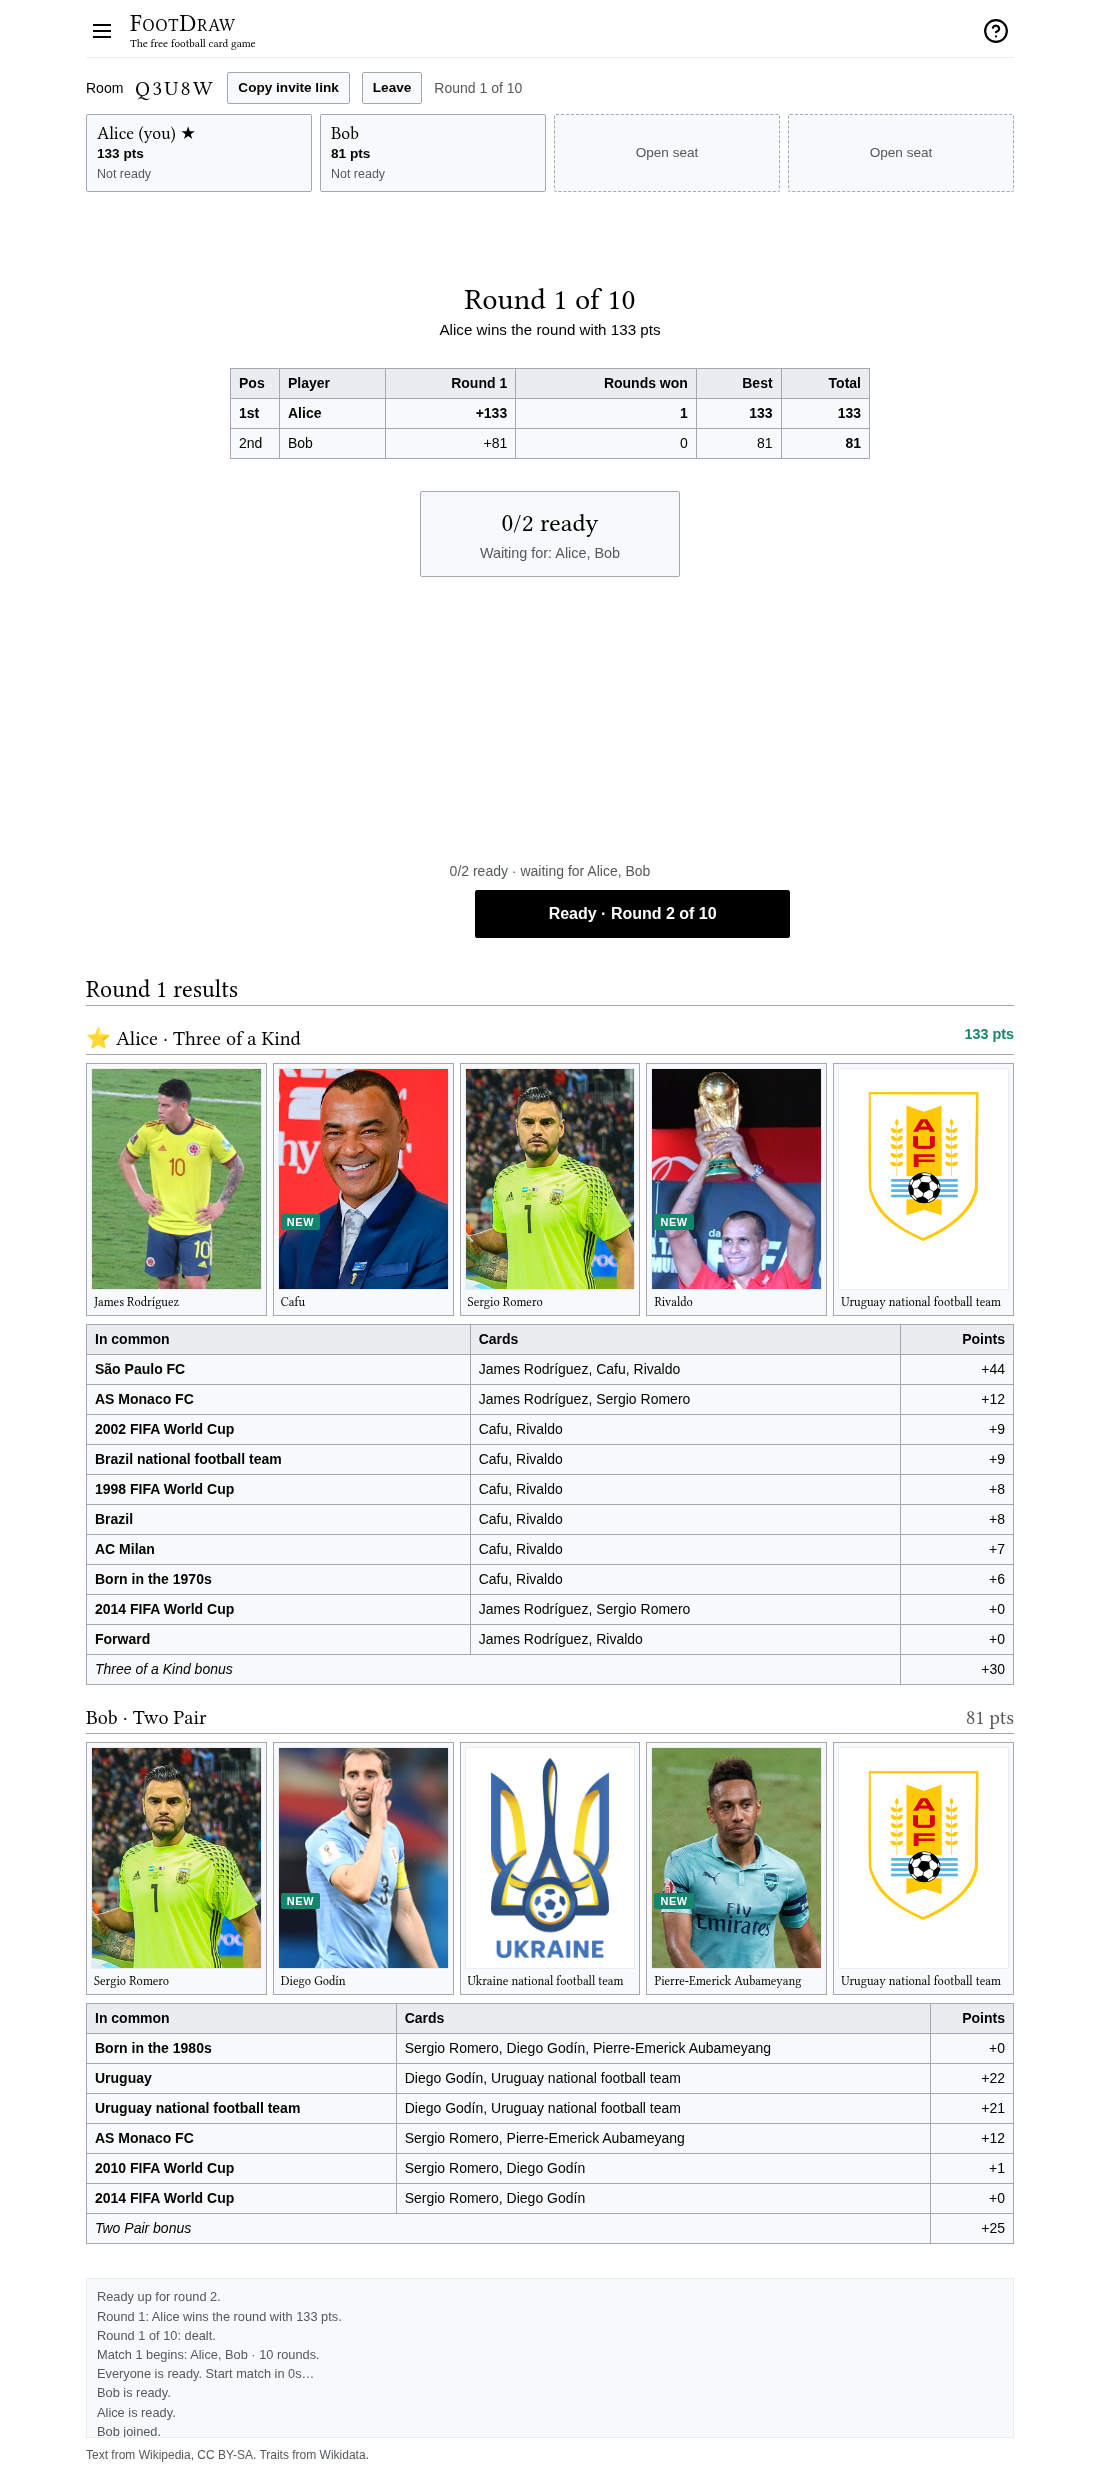 FootDraw
The free football card game
Room Q3U8W Copy invite link Leave Round 1 of 10
Alice (you) ★
133 pts
Not ready
Bob
81 pts
Not ready
Open seat
Open seat
Round 1 of 10
Alice wins the round with 133 pts
Pos Player Round 1 Rounds won Best Total
1st Alice +133 1 133 133
2nd Bob +81 0 81 81
0/2 ready
Waiting for: Alice, Bob
0/2 ready · waiting for Alice, Bob
Ready · Round 2 of 10
Round 1 results
⭐ Alice · Three of a Kind 133 pts
10
10
NEW
1
NEW
AUF
James Rodríguez
Cafu
Sergio Romero
Rivaldo
Uruguay national football team
In common Cards Points
São Paulo FC James Rodríguez, Cafu, Rivaldo +44
AS Monaco FC James Rodríguez, Sergio Romero +12
2002 FIFA World Cup Cafu, Rivaldo +9
Brazil national football team Cafu, Rivaldo +9
1998 FIFA World Cup Cafu, Rivaldo +8
Brazil Cafu, Rivaldo +8
AC Milan Cafu, Rivaldo +7
Born in the 1970s Cafu, Rivaldo +6
2014 FIFA World Cup James Rodríguez, Sergio Romero +0
Forward James Rodríguez, Rivaldo +0
Three of a Kind bonus +30
Bob · Two Pair 81 pts
1
NEW
3
UKRAINE
NEW
Emirates
AUF
Sergio Romero
Diego Godín
Ukraine national football team
Pierre-Emerick Aubameyang
Uruguay national football team
In common Cards Points
Born in the 1980s Sergio Romero, Diego Godín, Pierre-Emerick Aubameyang +0
Uruguay Diego Godín, Uruguay national football team +22
Uruguay national football team Diego Godín, Uruguay national football team +21
AS Monaco FC Sergio Romero, Pierre-Emerick Aubameyang +12
2010 FIFA World Cup Sergio Romero, Diego Godín +1
2014 FIFA World Cup Sergio Romero, Diego Godín +0
Two Pair bonus +25
Ready up for round 2.
Round 1: Alice wins the round with 133 pts.
Round 1 of 10: dealt.
Match 1 begins: Alice, Bob · 10 rounds.
Everyone is ready. Start match in 0s…
Bob is ready.
Alice is ready.
Bob joined.
Text from Wikipedia, CC BY-SA. Traits from Wikidata.